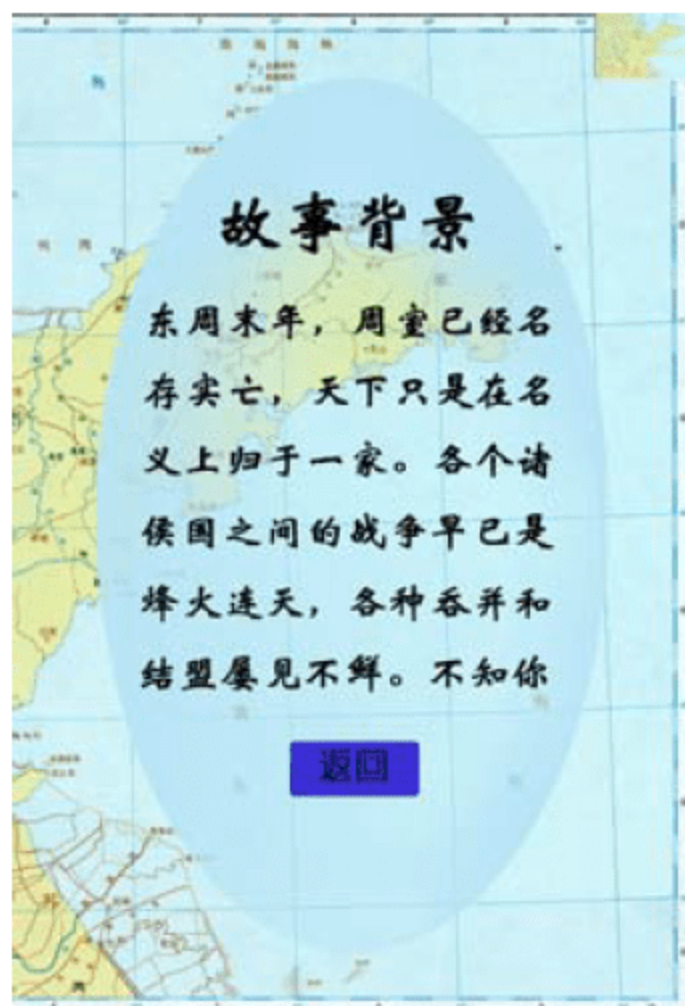 故事背景
东周末年，周室已经名
存实亡，天下只是在名
义上归于一家。各个诸
侯国之间的战争早已是
烽火连天，各种吞并和
结盟屡见不鲜。不知你
返回